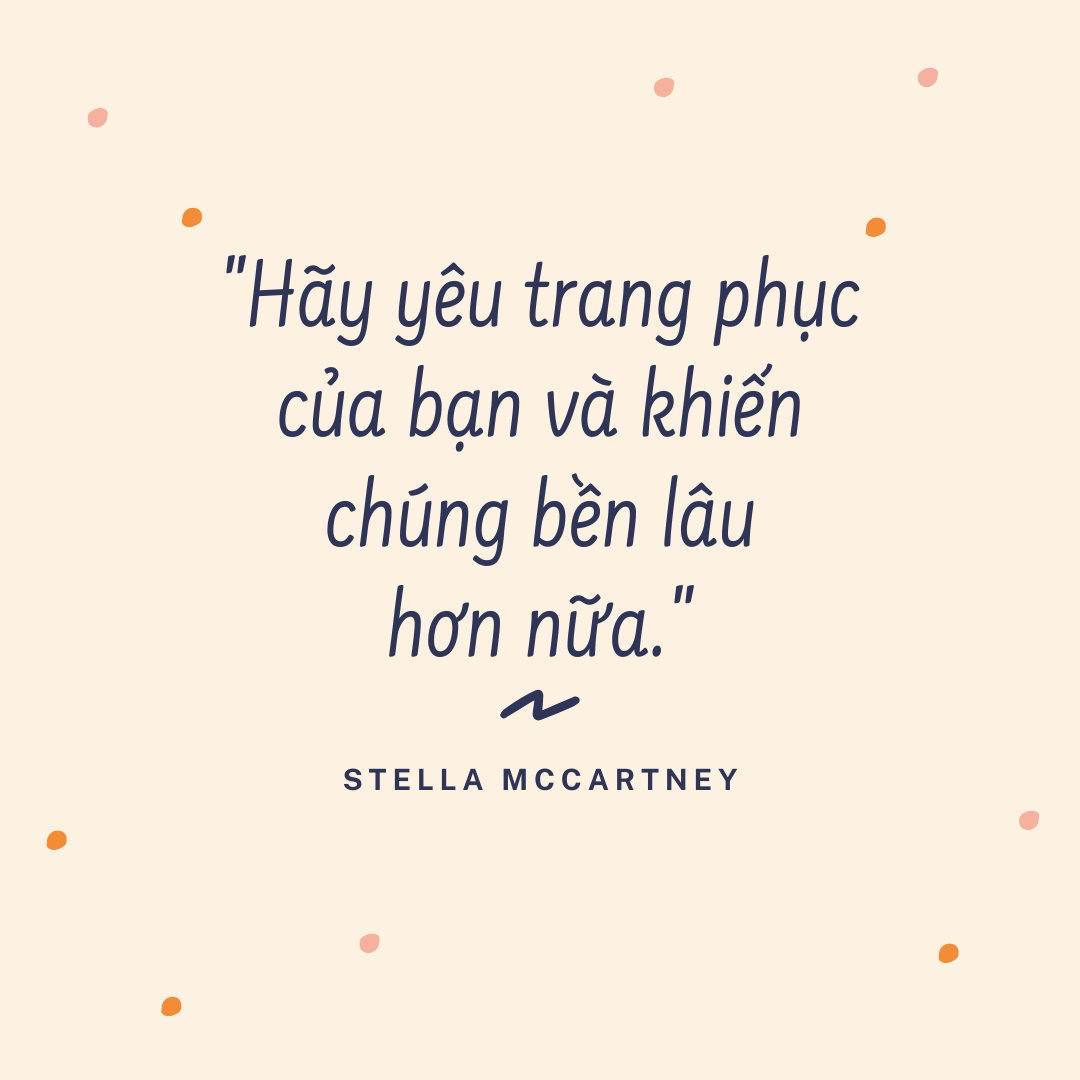 "Hãy yêu trang phục
của bạn và khiến
chúng bền lâu
hơn nữa."
STELLA MCCARTNEY